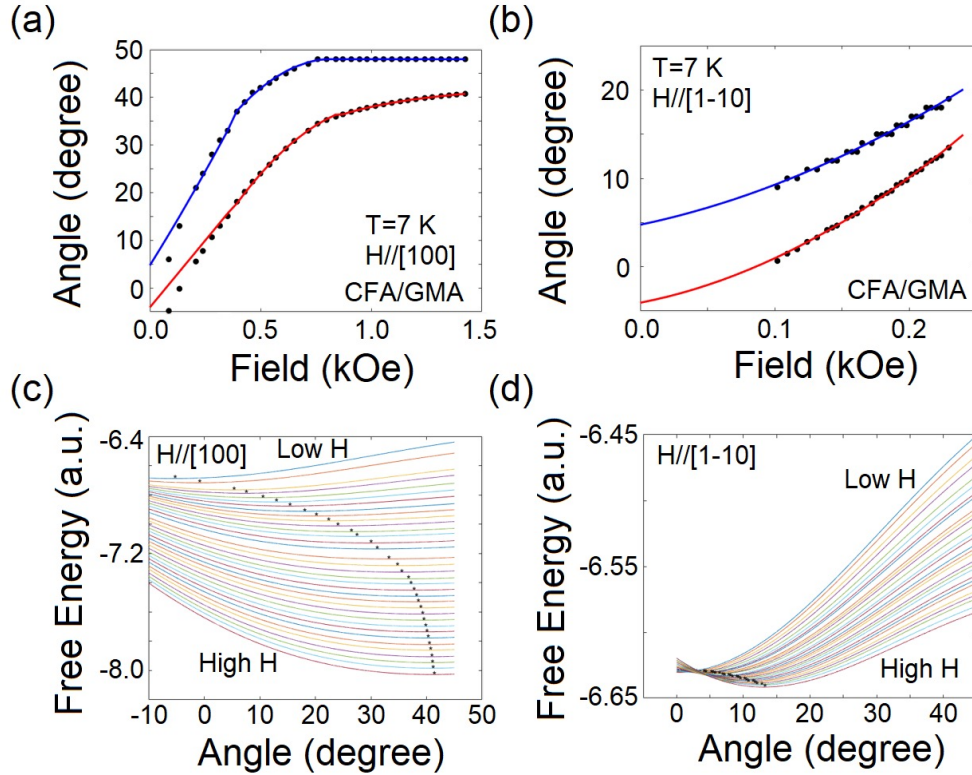 (a)
Angle (degree)
50
40
30
20
10
0
T=7 K
H//[100]
CFA/GMA
0.0
0.5
1.0
1.5
Field (kOe)
(b)
Angle (degree)
20
10
0
T=7 K
H//[1-10]
CFA/GMA
0.0
0.1
0.2
Field (kOe)
(c)
Free Energy (a.u.)
-6.4
-7.2
-8.0
H//[100]
Low H
High H
-10
0
10
20
30
40
50
Angle (degree)
(d)
Free Energy (a.u.)
-6.45
-6.55
-6.65
H//[1-10]
Low H
High H
0
10
20
30
40
Angle (degree)